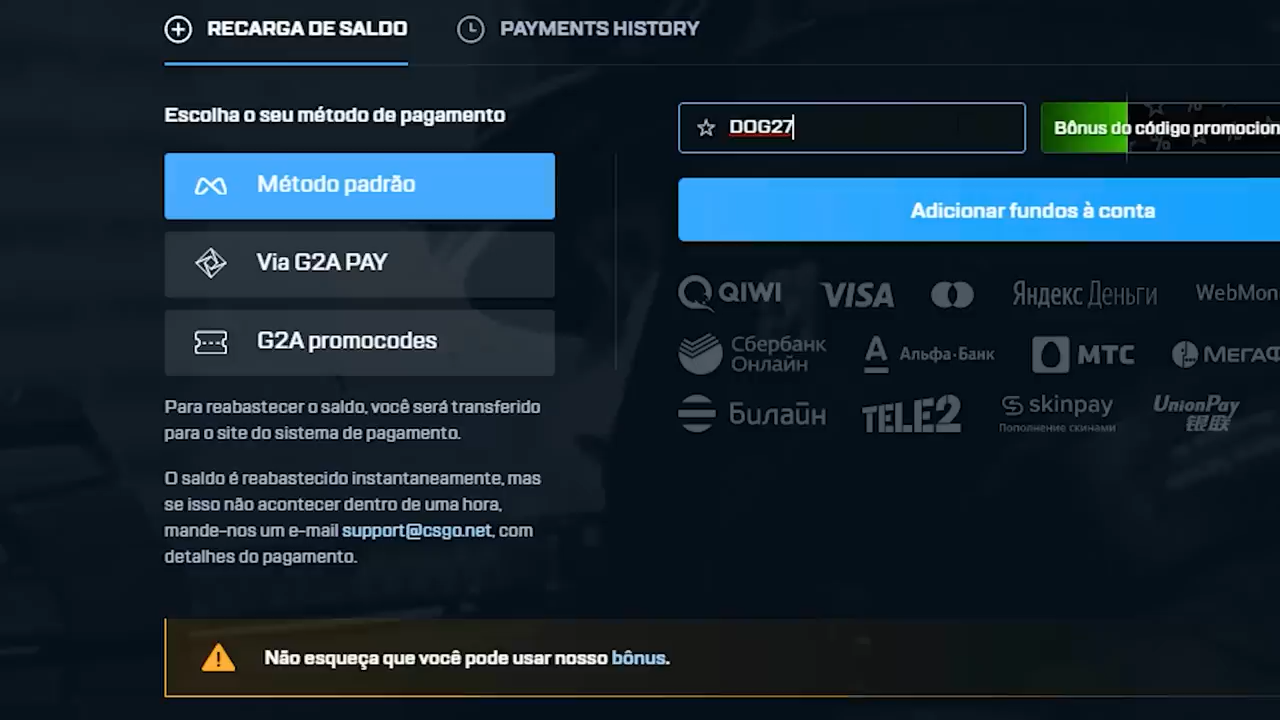 RECARGA DE SALDO
PAYMENTS HISTORY
Escolha o seu método de pagamento
Método padrão
Via G2A PAY
G2A promocodes
Para reabastecer o saldo, você será transferido
para o site do sistema de pagamento.
O saldo é reabastecido instantaneamente, mas
se isso não acontecer dentro de uma hora,
mande-nos um e-mail support@csgo.net, com
detalhes do pagamento.
DOG27
Bônus do código promocion
Adicionar fundos à conta
QIWI
VISA
Яндекс Деньги
WebMon
Сбербанк
Онлайн
Альфа·Банк
МТС
МЕГАФ
Билайн
TELE2
skinpay
Пополнение скинами
UnionPay
银联
Não esqueça que você pode usar nosso bônus.